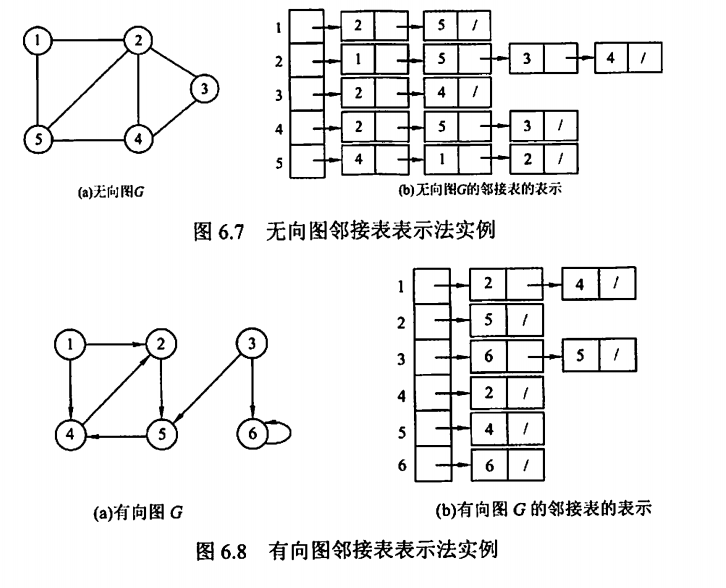 1 2
3
5 4
(a)无向图G
1 2 5 /
2 1 5 3 4 /
3 2 4 /
4 2 5 3 /
5 4 1 2 /
(b)无向图G的邻接表的表示
图 6.7 无向图邻接表表示法实例
1 2 3
4 5 6
(a)有向图 G
1 2 4 /
2 5 /
3 6 5 /
4 2 /
5 4 /
6 6 /
(b)有向图 G 的邻接表的表示
图 6.8 有向图邻接表表示法实例